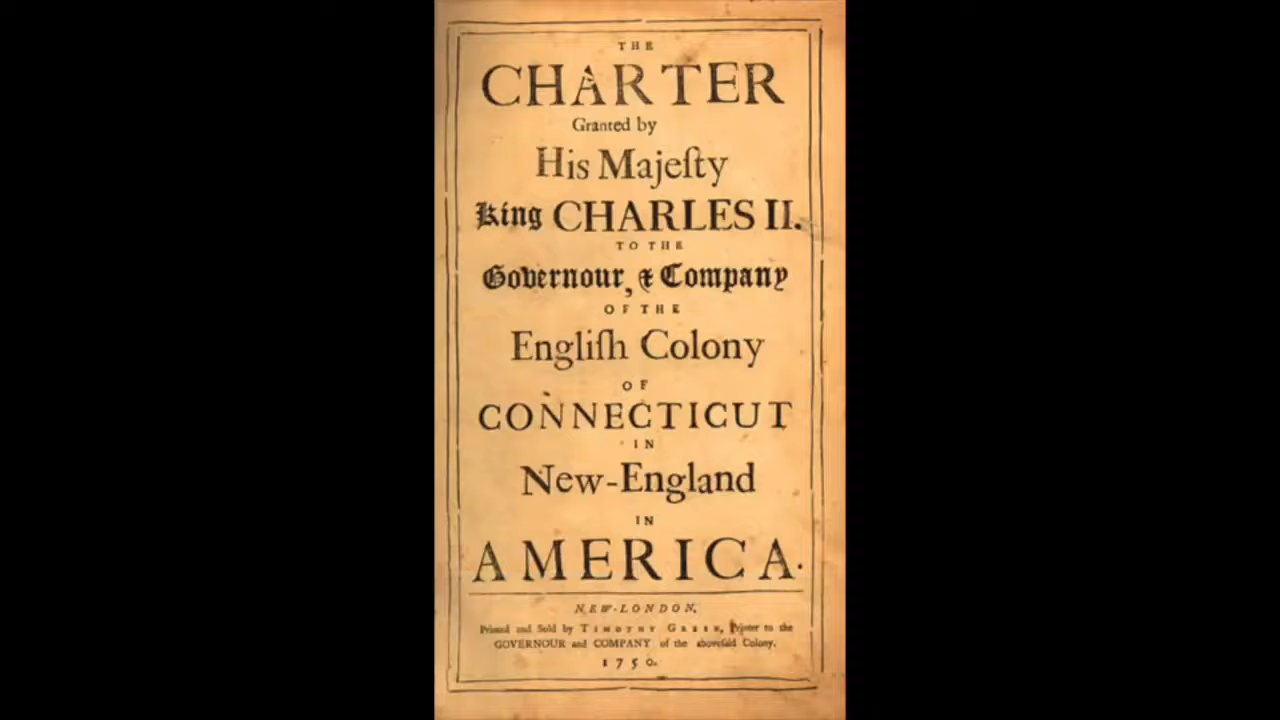 THE
CHARTER
Granted by
His Majeſty
King CHARLES II.
TO THE
Governour, & Company
OF THE
Engliſh Colony
OF
CONNECTICUT
IN
New-England
IN
AMERICA.
NEW-LONDON,
Printed and Sold by TIMOTHY GREEN, Printer to the
GOVERNOUR and COMPANY of the aboveſaid Colony.
1750.